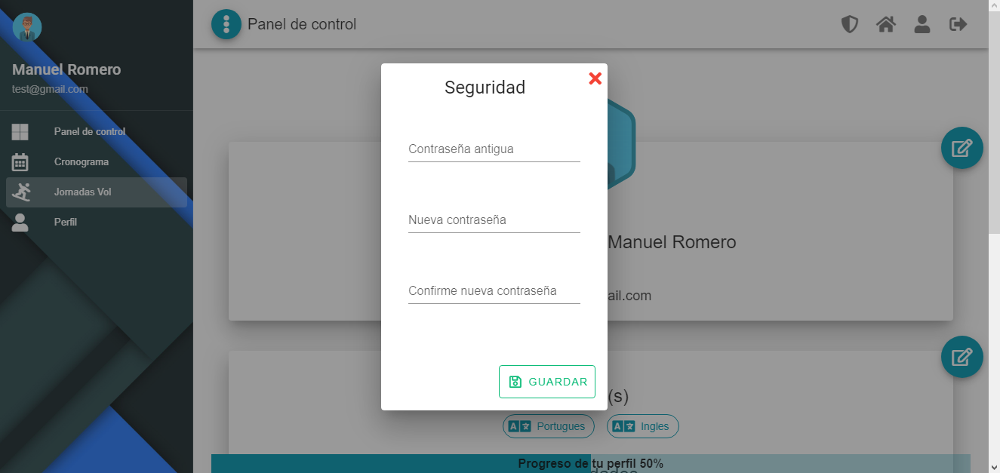 Manuel Romero
test@gmail.com
Panel de control
Cronograma
Jornadas Vol
Perfil
Panel de control
Seguridad
Contraseña antigua
Nueva contraseña
Confirme nueva contraseña
GUARDAR
Manuel Romero
ail.com
(s)
Portugues
Ingles
Progreso de tu perfil 50%